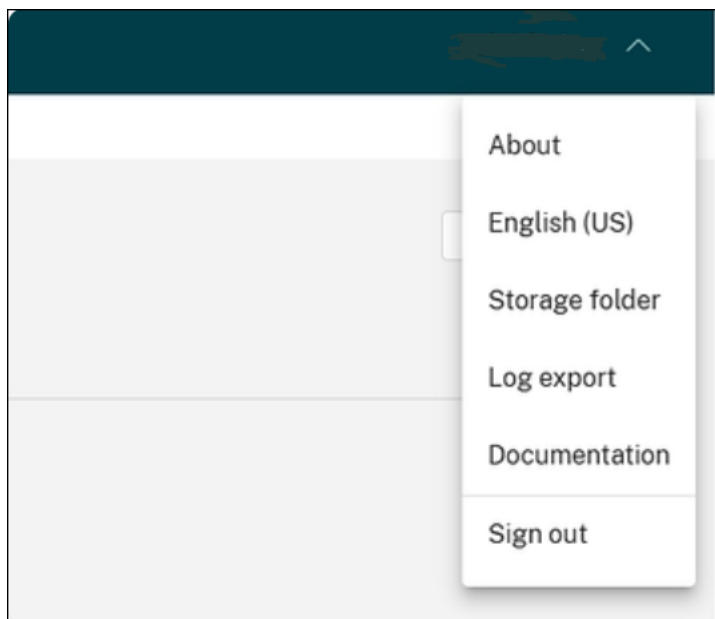 About
English (US)
Storage folder
Log export
Documentation
Sign out